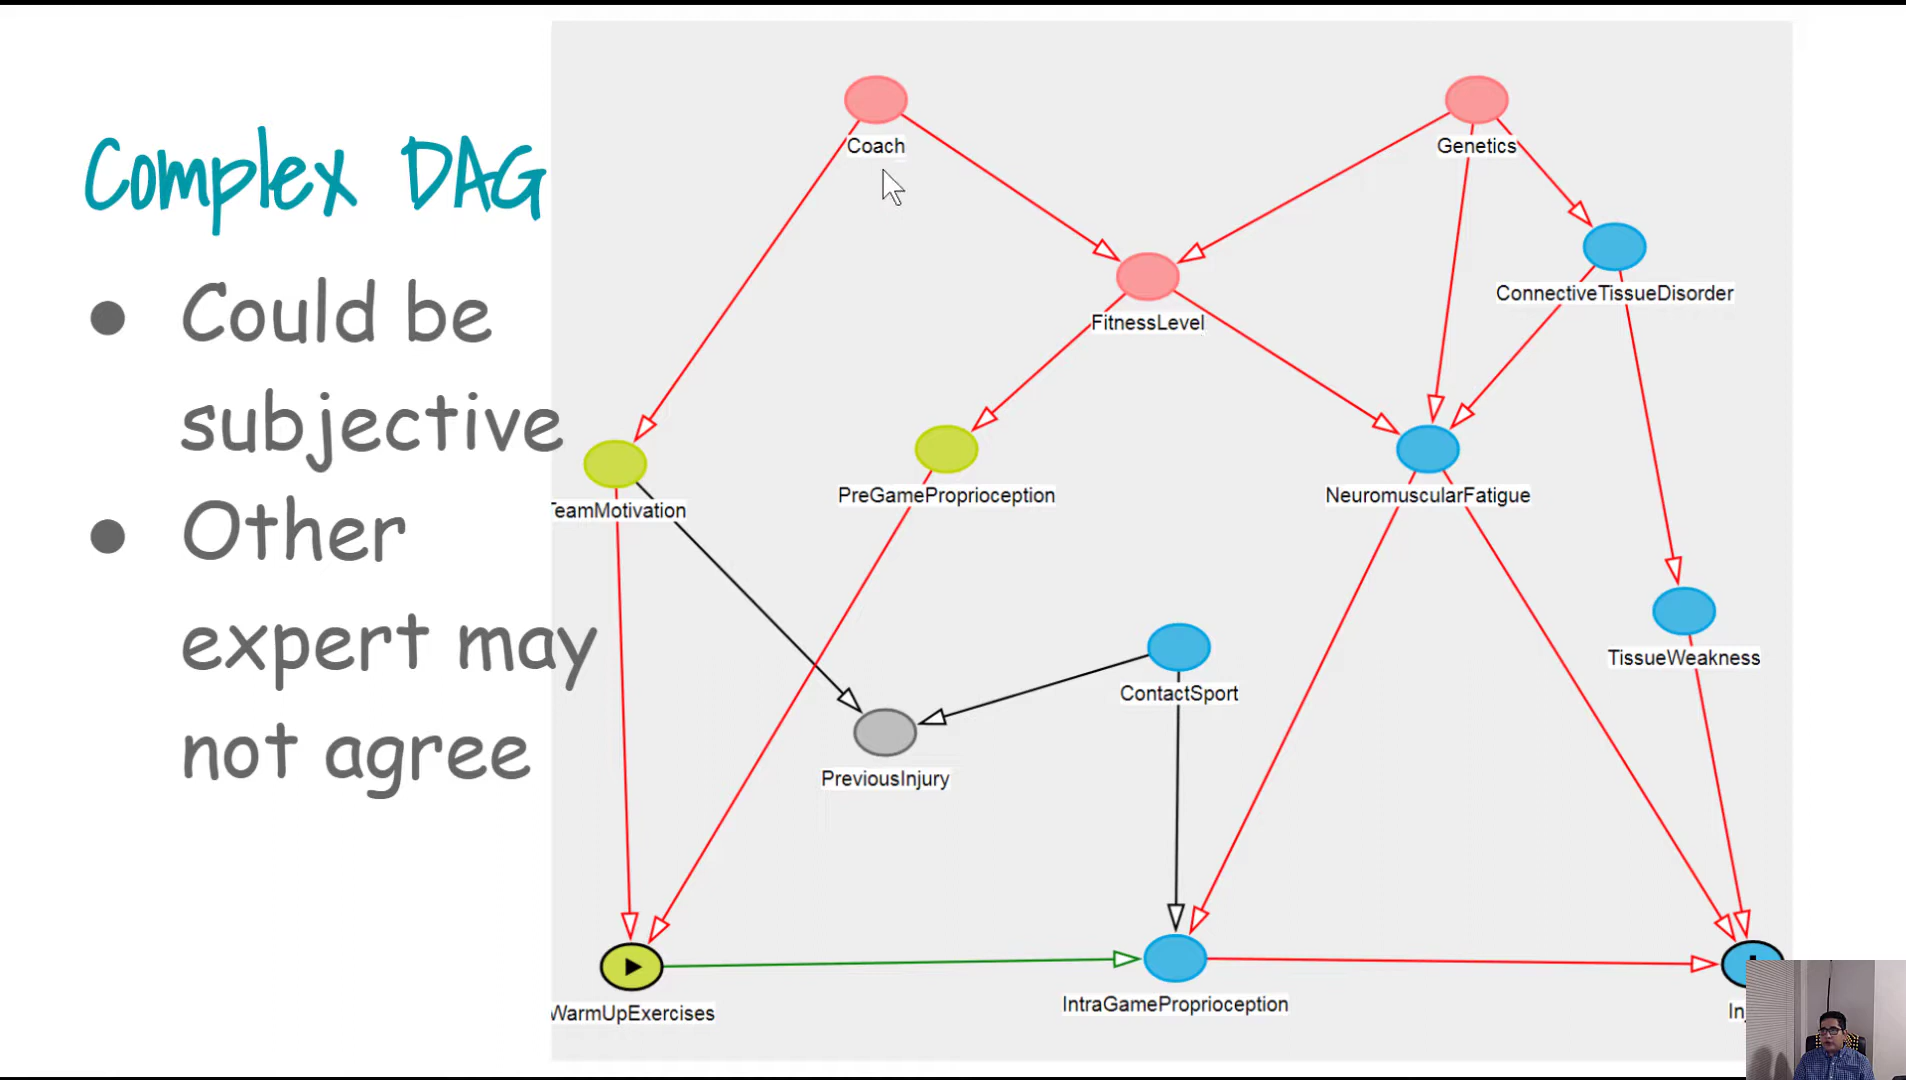 Complex DAG
● Could be
subjective
● Other
expert may
not agree
Coach
Genetics
ConnectiveTissueDisorder
FitnessLevel
TeamMotivation
PreGameProprioception
NeuromuscularFatigue
TissueWeakness
ContactSport
PreviousInjury
IntraGameProprioception
WarmUpExercises